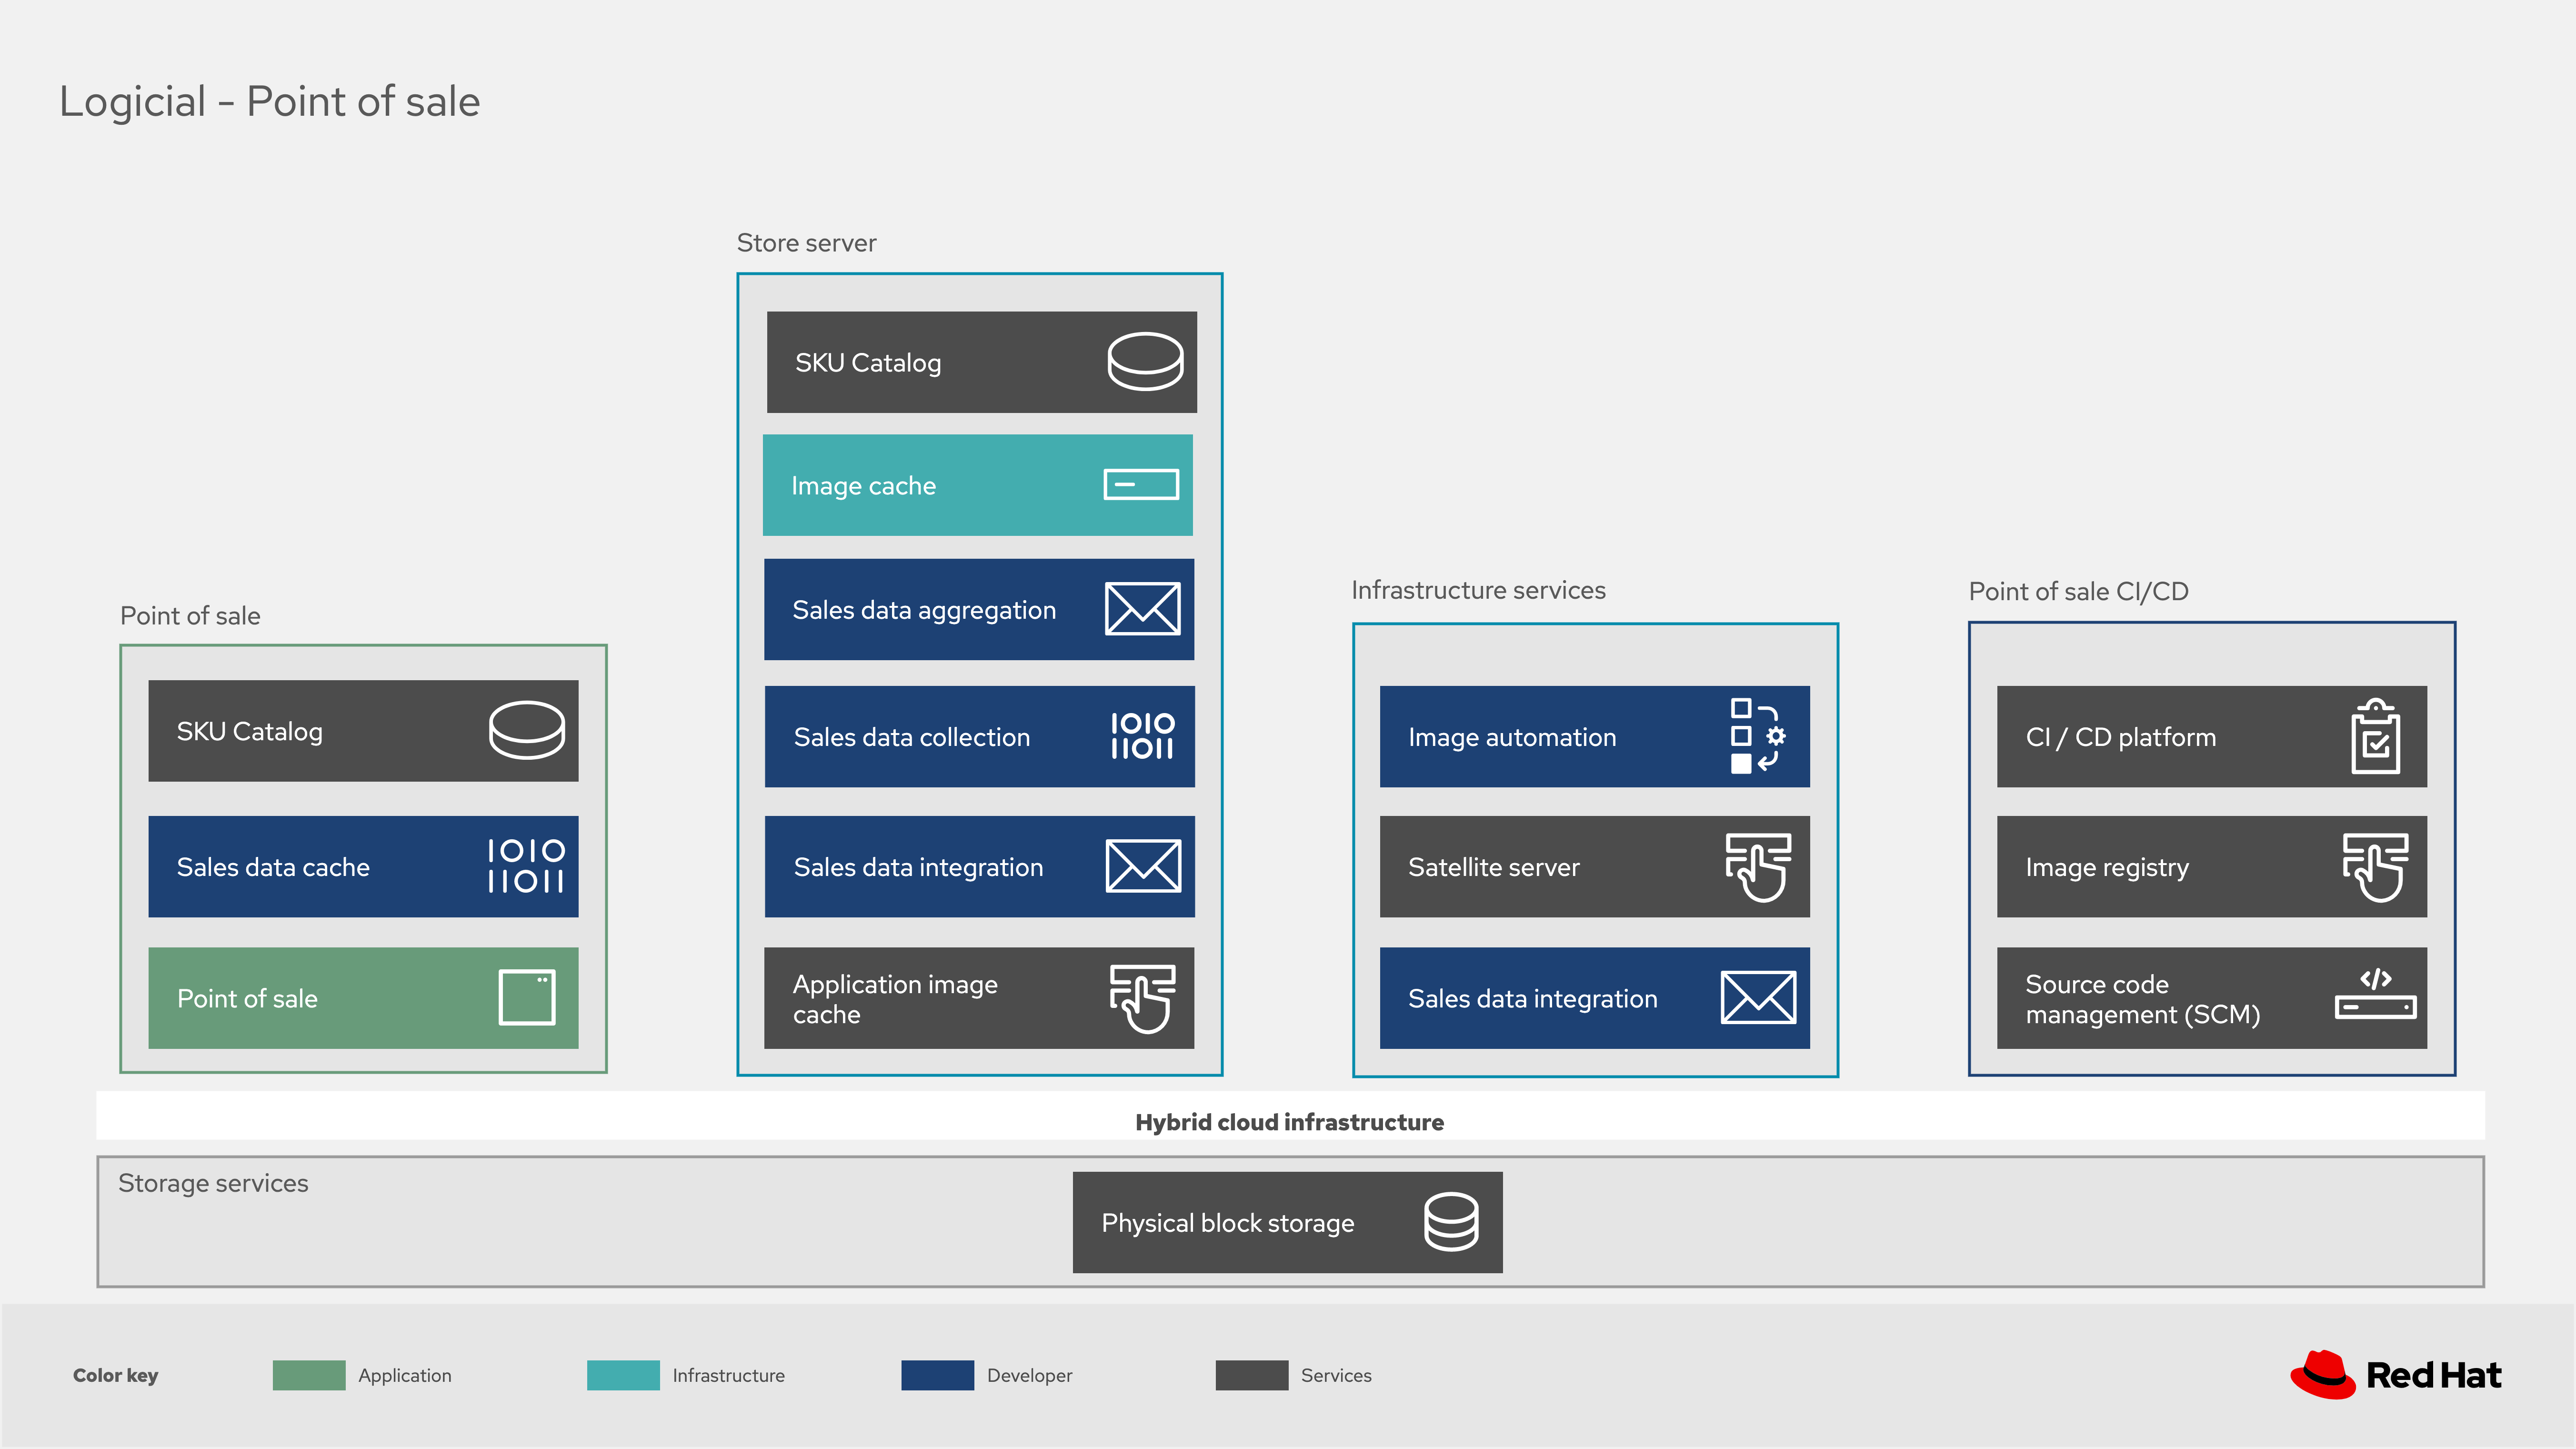 Logicial - Point of sale
Store server
SKU Catalog
Image cache
Sales data aggregation
Sales data collection
Sales data integration
Application image
cache
Point of sale
SKU Catalog
Sales data cache
1010
11011
Point of sale
1010
11011
Infrastructure services
Image automation
Satellite server
Sales data integration
Point of sale CI/CD
CI / CD platform
Image registry
Source code
management (SCM)
</>
Hybrid cloud infrastructure
Storage services
Physical block storage
Color key
Application
Infrastructure
Developer
Services
Red Hat